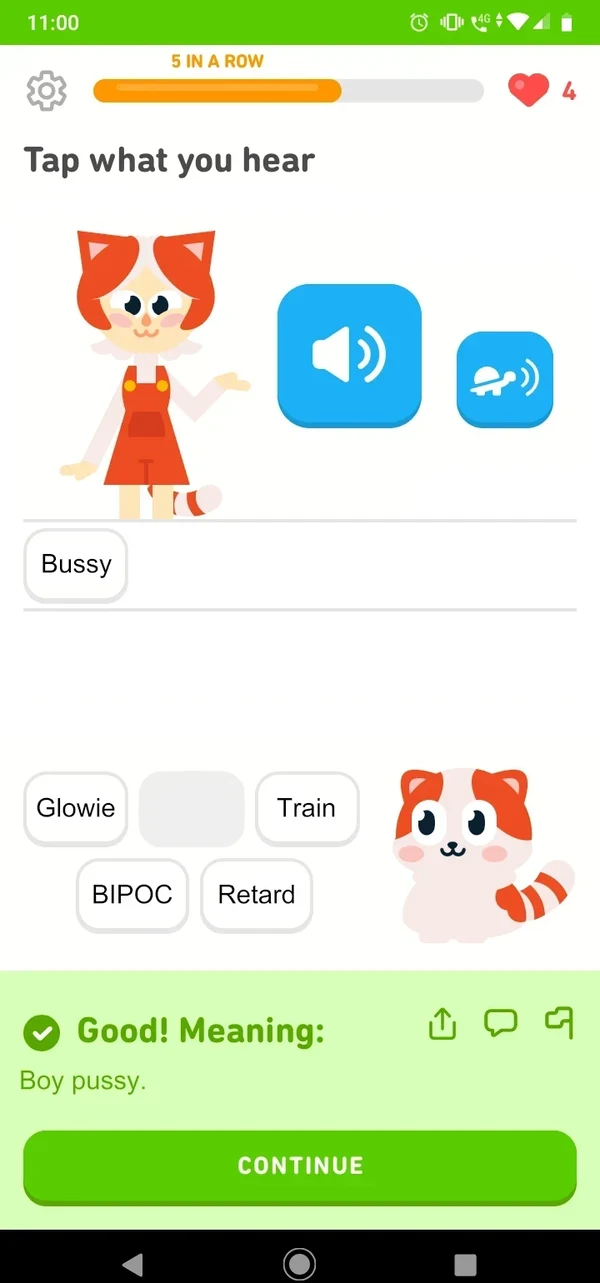 11:00
4G
5 IN A ROW
4
Tap what you hear
Bussy
Glowie
Train
BIPOC
Retard
Good! Meaning:
Boy pussy.
CONTINUE